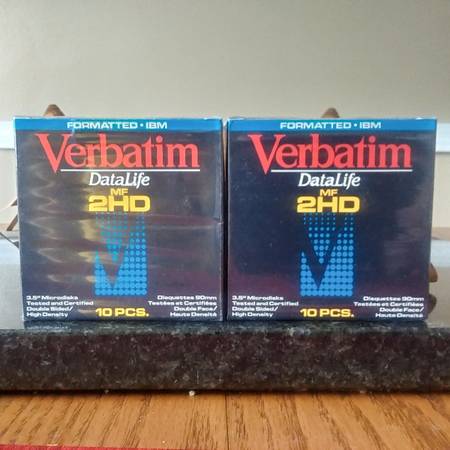 FORMATTED • IBM
Verbatim
DataLife
MF
2HD
3.5" Microdisks
Tested and Certified
Double Sided/
High Density
Disquettes 90mm
Testées et Certifiées
Double Face/
Haute Densité
10 PCS.
FORMATTED • IBM
Verbatim
DataLife
MF
2HD
3.5" Microdisks
Tested and Certified
Double Sided/
High Density
Disquettes 90mm
Testées et Certifiées
Double Face/
Haute Densité
10 PCS.